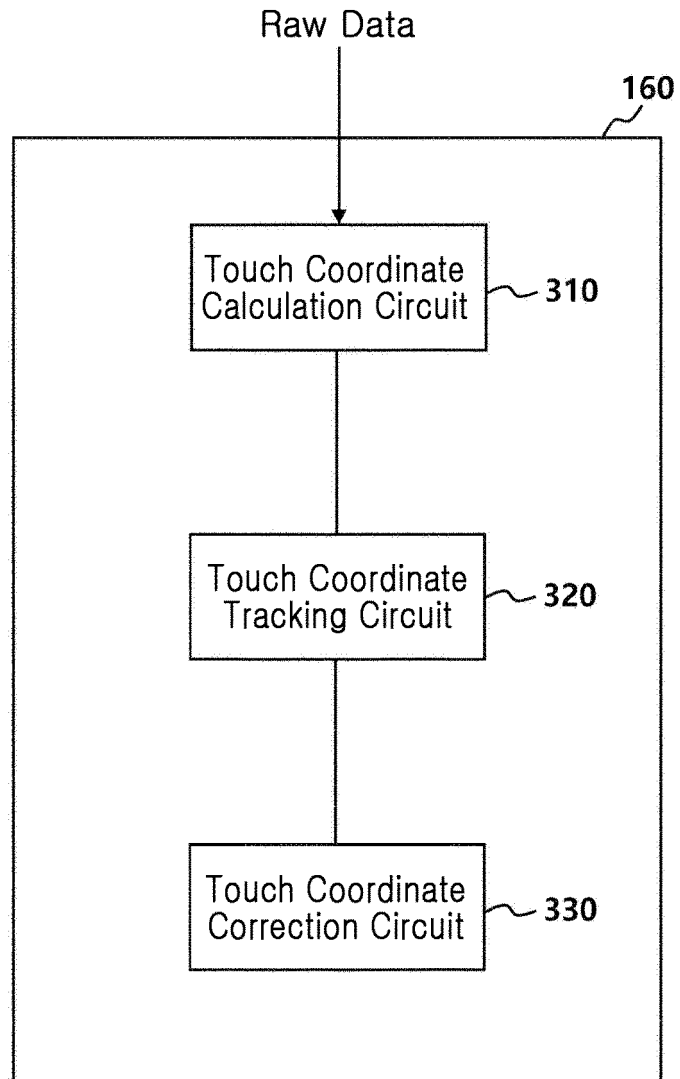 Raw Data
160
Touch Coordinate
Calculation Circuit
310
Touch Coordinate
Tracking Circuit
320
Touch Coordinate
Correction Circuit
330